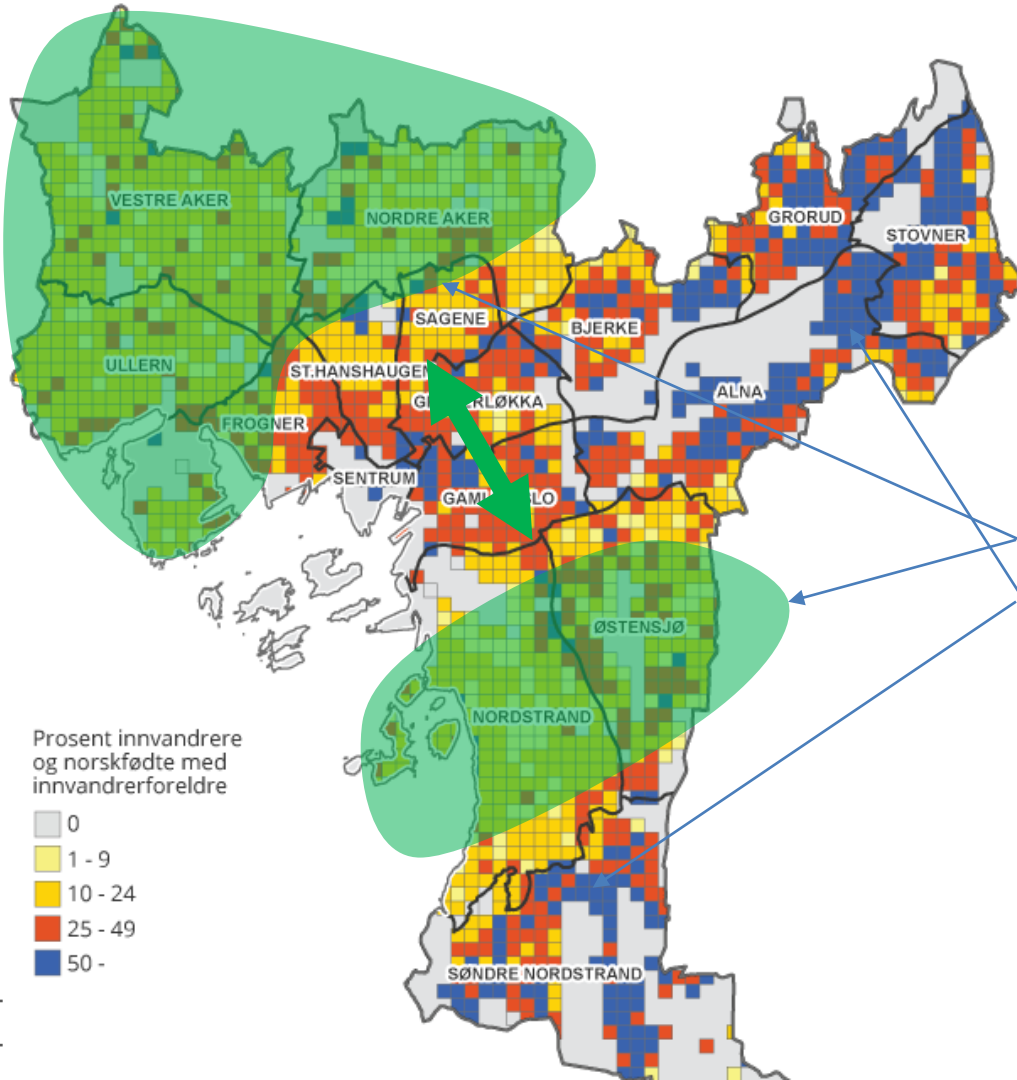 VESTRE AKER
NORDRE AKER
GRORUD
STOVNER
SAGENE
BJERKE
ULLERN
ST.HANSHAUGEN
ALNA
FROGNER
SENTRUM
ØSTENSJØ
NORDSTRAND
Prosent innvandrere
og norskfødte med
innvandrerforeldre
0
1 - 9
10 - 24
25 - 49
50 -
SØNDRE NORDSTRAND